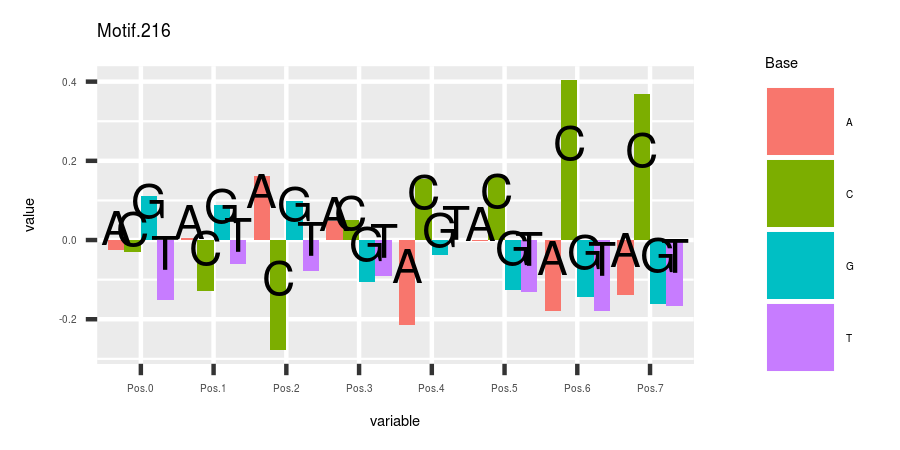 Motif.216
Base
value
0.4
0.2
0.0
-0.2
A C G T A C G T A C G T A C G T A C G T A C G T A C G T A C G T
Pos.0 Pos.1 Pos.2 Pos.3 Pos.4 Pos.5 Pos.6 Pos.7
variable
A
C
G
T